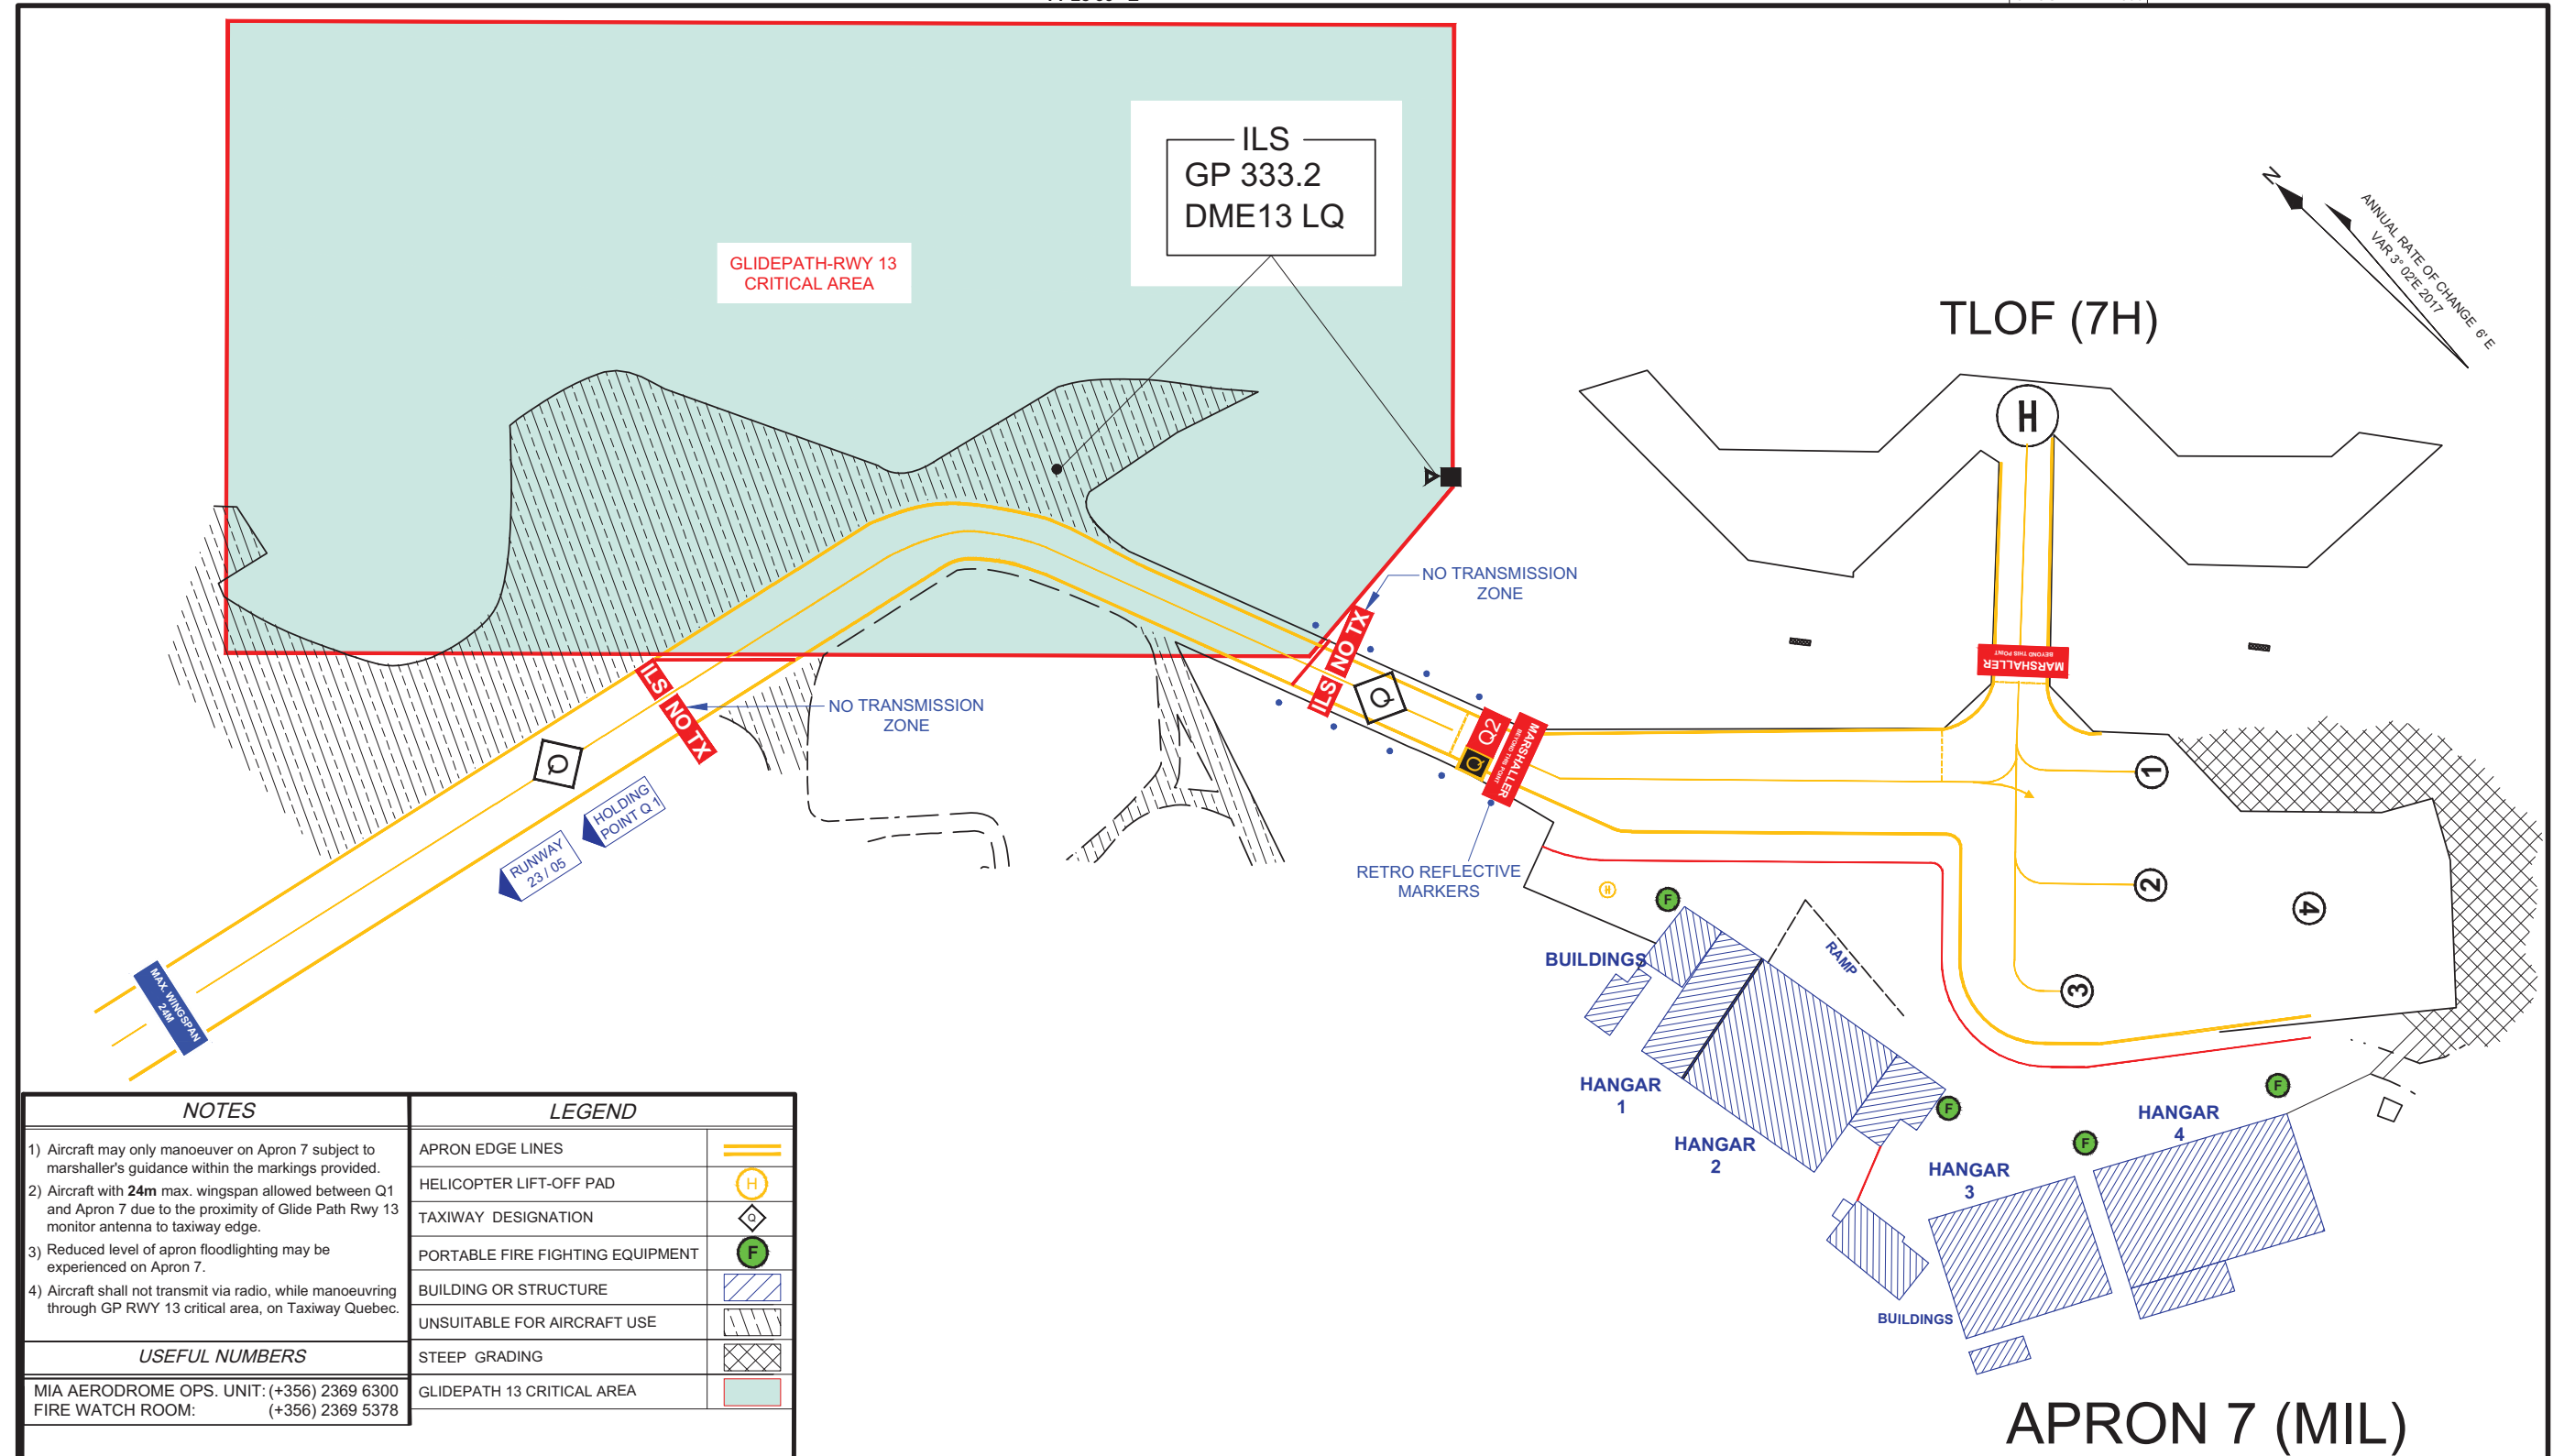 ILS
GP 333.2
DME13 LQ
GLIDEPATH-RWY 13
CRITICAL AREA
N
ANNUAL RATE OF CHANGE 6' E
VAR 3° 02'E 2017
TLOF (7H)
H
NO TRANSMISSION
ZONE
ILS NO TX
Q
ILS NO TX
NO TRANSMISSION
ZONE
Q
HOLDING
POINT Q 1
RUNWAY
23 / 05
MAX. WINGSPAN
24M
Q Q2
MARSHALLER
BEYOND THIS POINT
MARSHALLER
BEYOND THIS POINT
RETRO REFLECTIVE
MARKERS
1
2
3
4
H
F
BUILDINGS
RAMP
HANGAR
1
HANGAR
2
F
HANGAR
3
F
HANGAR
4
F
BUILDINGS
APRON 7 (MIL)
NOTES
1) Aircraft may only manoeuver on Apron 7 subject to
marshaller's guidance within the markings provided.
2) Aircraft with 24m max. wingspan allowed between Q1
and Apron 7 due to the proximity of Glide Path Rwy 13
monitor antenna to taxiway edge.
3) Reduced level of apron floodlighting may be
experienced on Apron 7.
4) Aircraft shall not transmit via radio, while manoeuvring
through GP RWY 13 critical area, on Taxiway Quebec.
USEFUL NUMBERS
MIA AERODROME OPS. UNIT: (+356) 2369 6300
FIRE WATCH ROOM: (+356) 2369 5378
LEGEND
APRON EDGE LINES
HELICOPTER LIFT-OFF PAD H
TAXIWAY DESIGNATION Q
PORTABLE FIRE FIGHTING EQUIPMENT F
BUILDING OR STRUCTURE
UNSUITABLE FOR AIRCRAFT USE
STEEP GRADING
GLIDEPATH 13 CRITICAL AREA